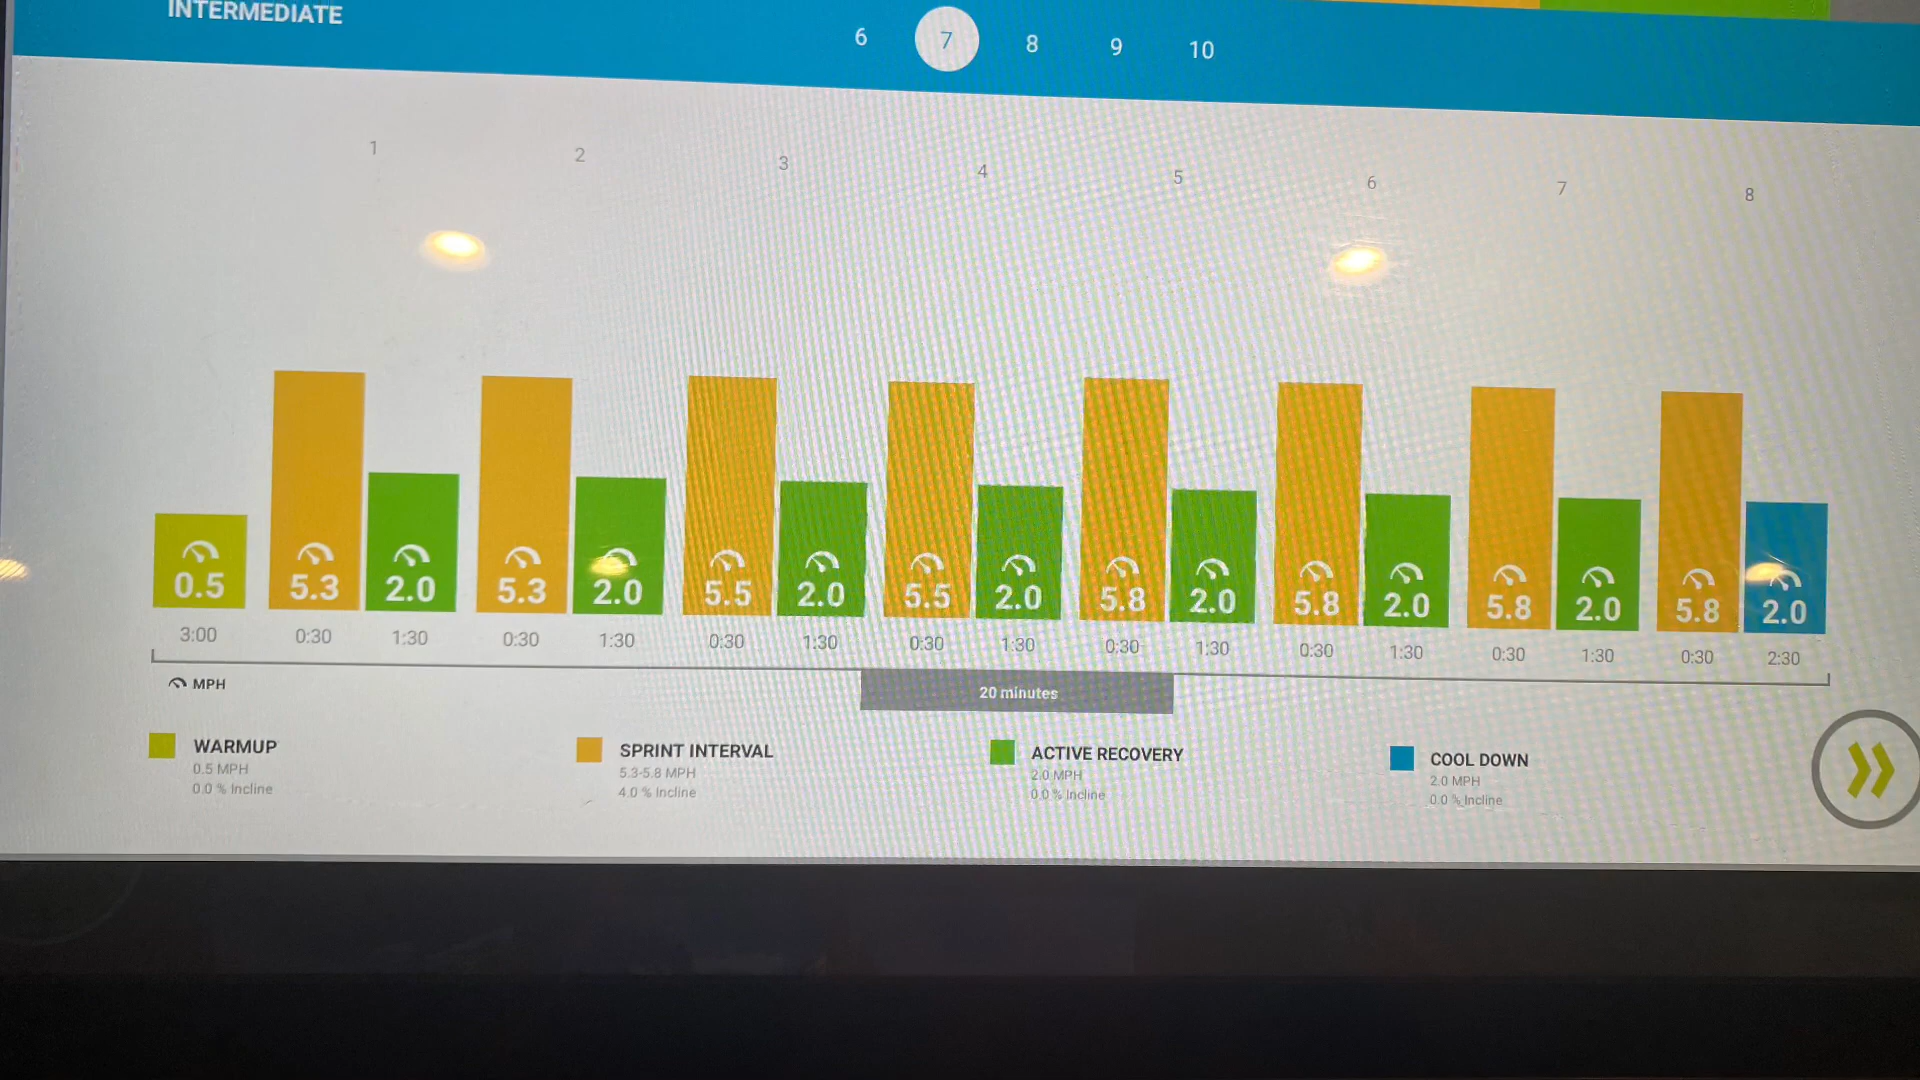 INTERMEDIATE
6 7 8 9 10
1 2 3 4 5 6 7 8
0.5 5.3 2.0 5.3 2.0 5.5 2.0 5.5 2.0 5.8 2.0 5.8 2.0 5.8 2.0 5.8 2.0
3:00 0:30 1:30 0:30 1:30 0:30 1:30 0:30 1:30 0:30 1:30 0:30 1:30 0:30 1:30 0:30 2:30
MPH
20 minutes
WARMUP
0.5 MPH
0.0 % Incline
SPRINT INTERVAL
5.3-5.8 MPH
4.0 % Incline
ACTIVE RECOVERY
2.0 MPH
0.0 % Incline
COOL DOWN
2.0 MPH
0.0 % Incline